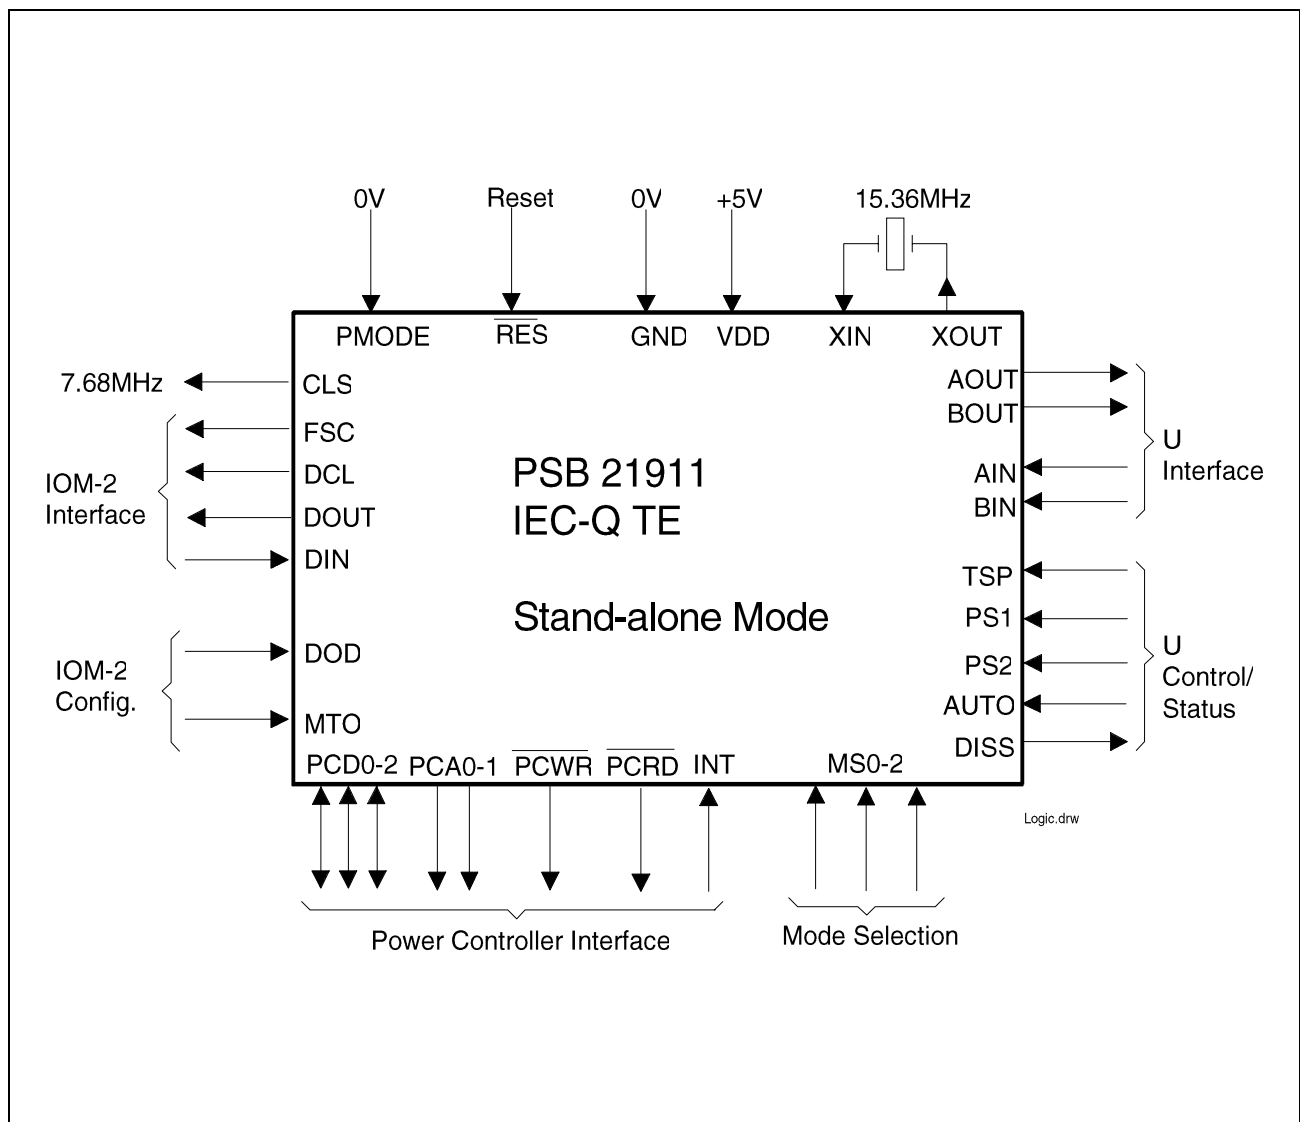 0V Reset 0V +5V 15.36MHz
PMODE RES GND VDD XIN XOUT
7.68MHz CLS
FSC
DCL
DOUT
DIN
IOM-2
Interface
DOD
MTO
IOM-2
Config.
PSB 21911
IEC-Q TE
Stand-alone Mode
AOUT
BOUT
AIN
BIN
U
Interface
TSP
PS1
PS2
AUTO
DISS
U
Control/
Status
PCD0-2 PCA0-1 PCWR PCRD INT MS0-2
Logic.drw
Power Controller Interface
Mode Selection